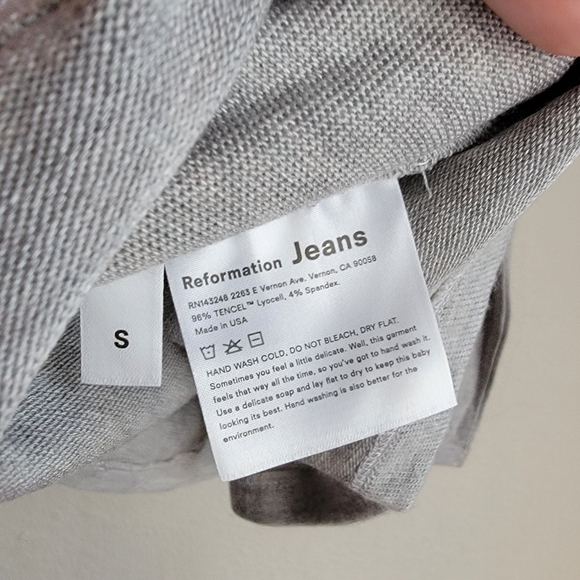 S
Reformation Jeans
RN143248 2263 E Vernon Ave. Vernon, CA 90058
96% TENCEL™ Lyocell, 4% Spandex.
Made in USA
HAND WASH COLD, DO NOT BLEACH, DRY FLAT.
Sometimes you feel a little delicate. Well, this garment
feels that way all the time, so you've got to hand wash it.
Use a delicate soap and lay flat to dry to keep this baby
looking its best. Hand washing is also better for the
environment.